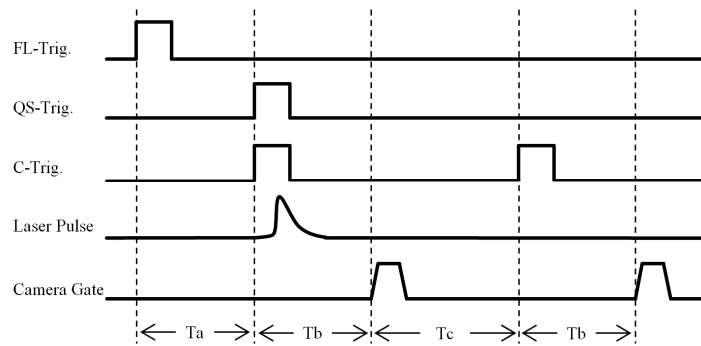 FL-Trig.
QS-Trig.
C-Trig.
Laser Pulse
Camera Gate
Ta Tb Tc Tb